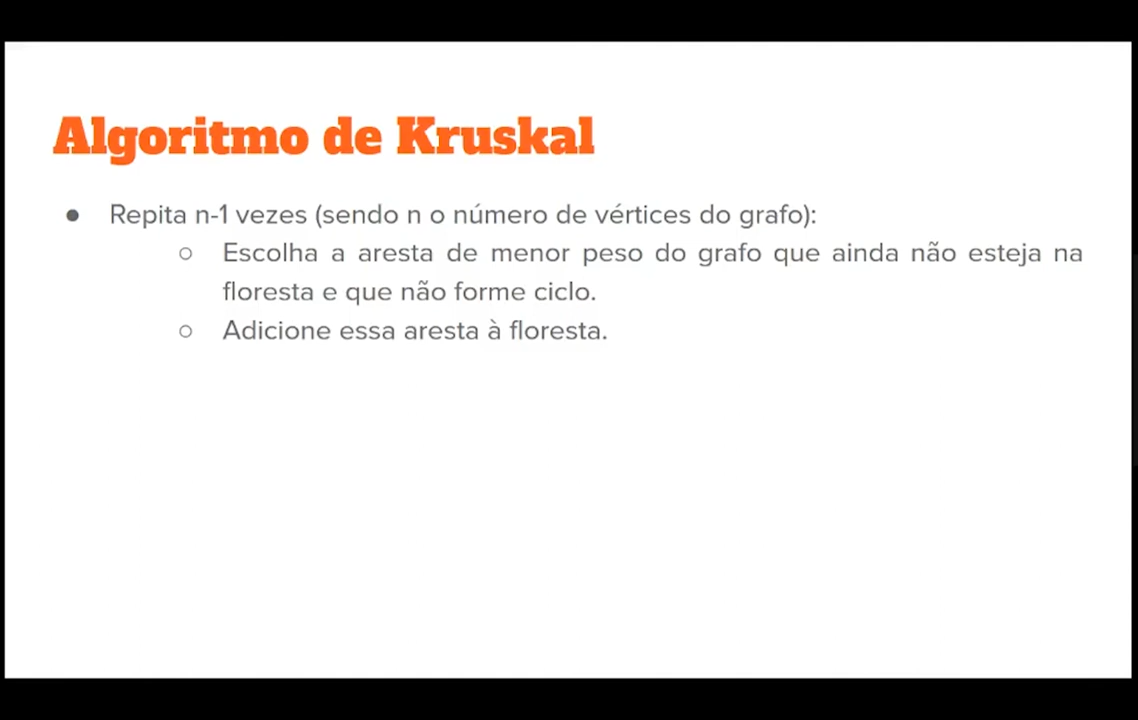 Algoritmo de Kruskal
● Repita n-1 vezes (sendo n o número de vértices do grafo):
○ Escolha a aresta de menor peso do grafo que ainda não esteja na
floresta e que não forme ciclo.
○ Adicione essa aresta à floresta.